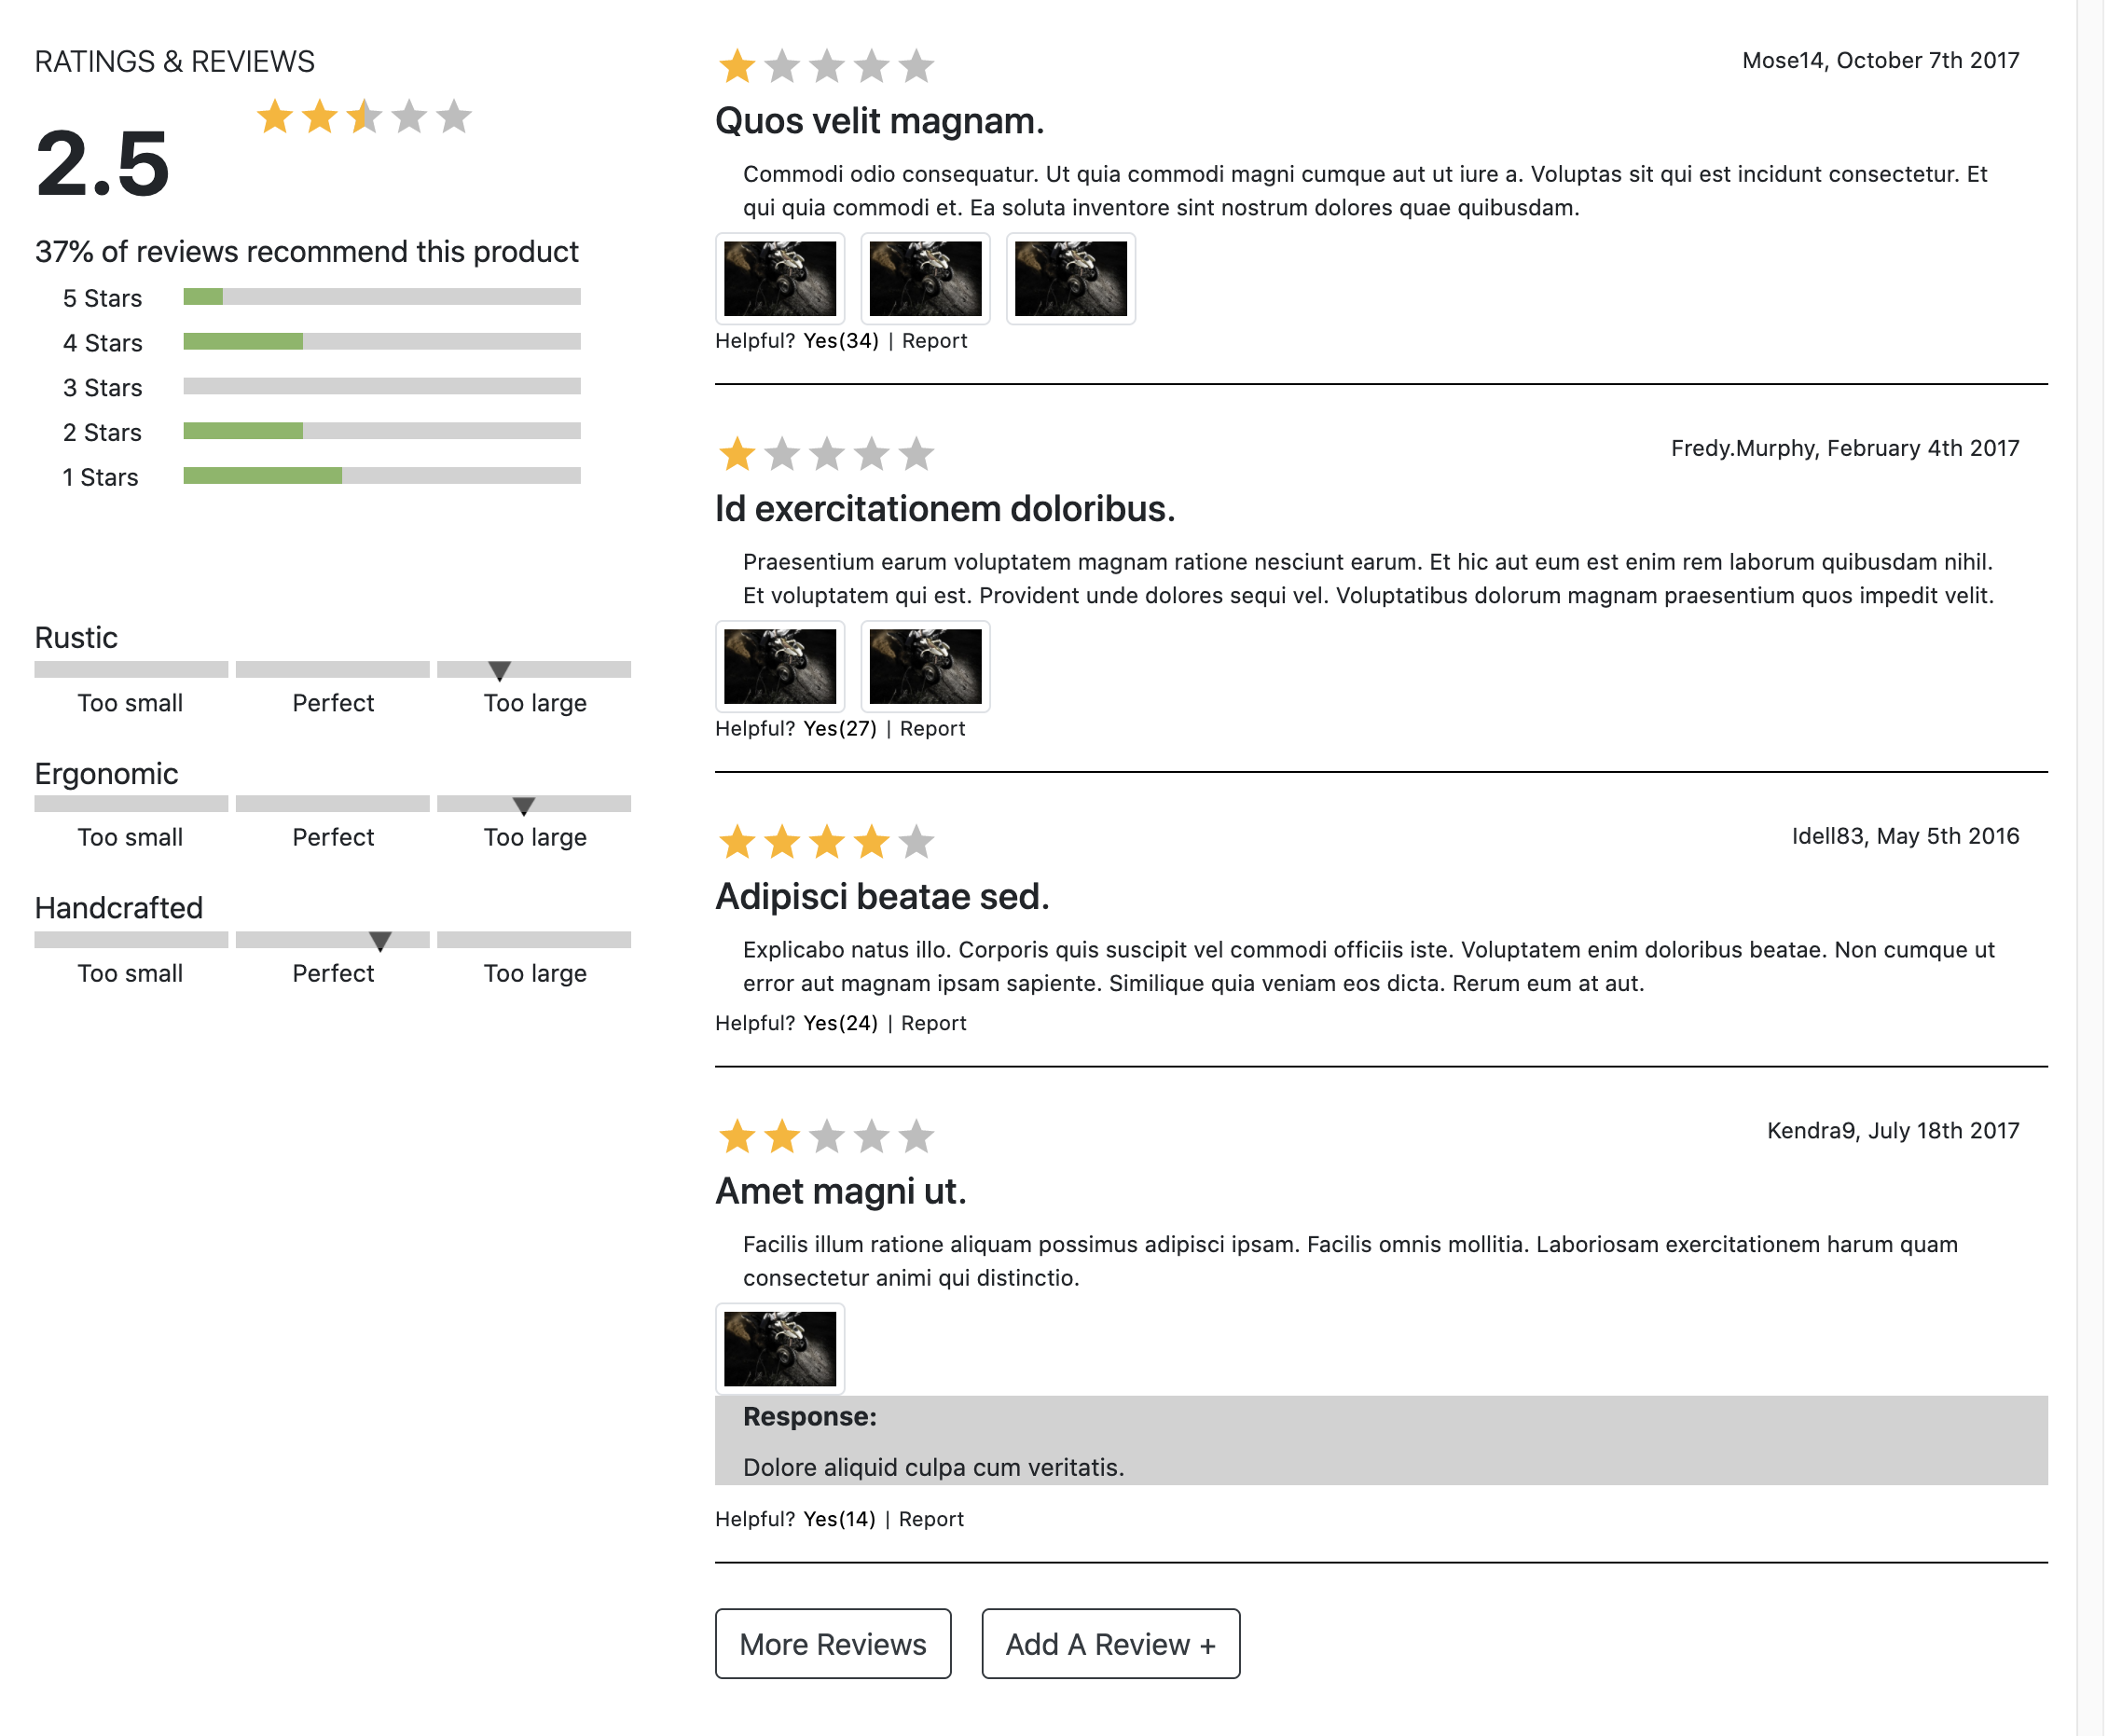 RATINGS & REVIEWS
2.5
37% of reviews recommend this product
5 Stars
4 Stars
3 Stars
2 Stars
1 Stars
Rustic
Too small Perfect Too large
Ergonomic
Too small Perfect Too large
Handcrafted
Too small Perfect Too large
Mose14, October 7th 2017
Quos velit magnam.
Commodi odio consequatur. Ut quia commodi magni cumque aut ut iure a. Voluptas sit qui est incidunt consectetur. Et
qui quia commodi et. Ea soluta inventore sint nostrum dolores quae quibusdam.
Helpful? Yes(34) | Report
Fredy.Murphy, February 4th 2017
Id exercitationem doloribus.
Praesentium earum voluptatem magnam ratione nesciunt earum. Et hic aut eum est enim rem laborum quibusdam nihil.
Et voluptatem qui est. Provident unde dolores sequi vel. Voluptatibus dolorum magnam praesentium quos impedit velit.
Helpful? Yes(27) | Report
Idell83, May 5th 2016
Adipisci beatae sed.
Explicabo natus illo. Corporis quis suscipit vel commodi officiis iste. Voluptatem enim doloribus beatae. Non cumque ut
error aut magnam ipsam sapiente. Similique quia veniam eos dicta. Rerum eum at aut.
Helpful? Yes(24) | Report
Kendra9, July 18th 2017
Amet magni ut.
Facilis illum ratione aliquam possimus adipisci ipsam. Facilis omnis mollitia. Laboriosam exercitationem harum quam
consectetur animi qui distinctio.
Response:
Dolore aliquid culpa cum veritatis.
Helpful? Yes(14) | Report
More Reviews
Add A Review +